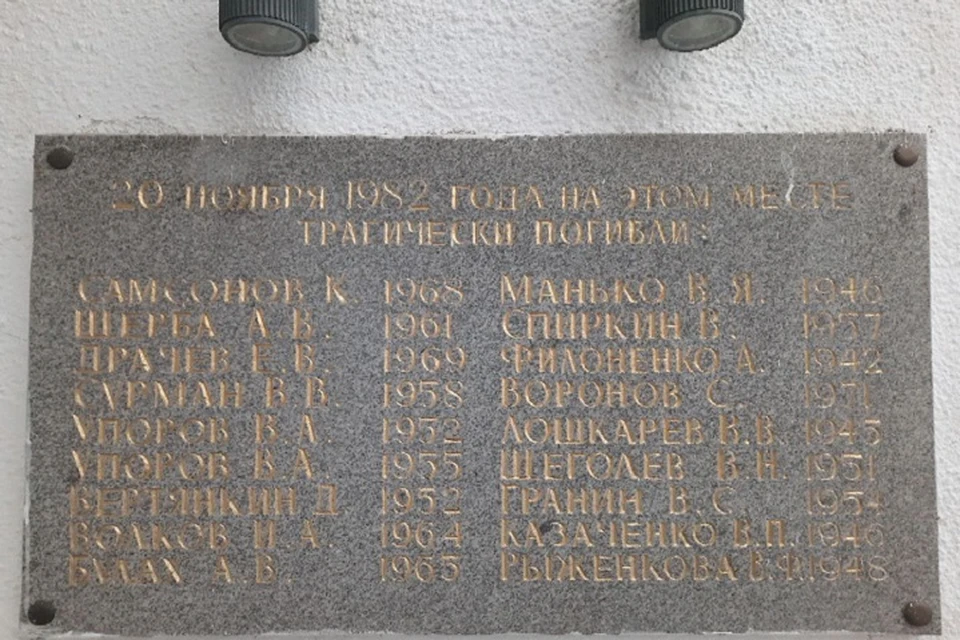 20 НОЯБРЯ 1982 ГОДА НА ЭТОМ МЕСТЕ
ТРАГИЧЕСКИ ПОГИБЛИ:
САМСОНОВ К. 1968
ЩЕРБА А.В. 1961
ДРАЧЕВ Е.В. 1969
САРМАН В.В. 1958
УПОРОВ В.А. 1932
УПОРОВ В.А. 1955
ВЕРТЯНКИН Д 1952
ВОЛКОВ Н.А. 1964
БУЛАХ А.В. 1963
МАНЬКО В.Я. 1946
СПИРКИН В. 1957
ФИЛОНЕНКО А. 1942
ВОРОНОВ С. 1951
ЛОШКАРЕВ В.В. 1945
ЩЕГОЛЕВ В.Н. 1951
ГРАНИН В.С 1954
КАЗАЧЕНКО В.П. 1946
РЫЖЕНКОВА В.Ф. 1948